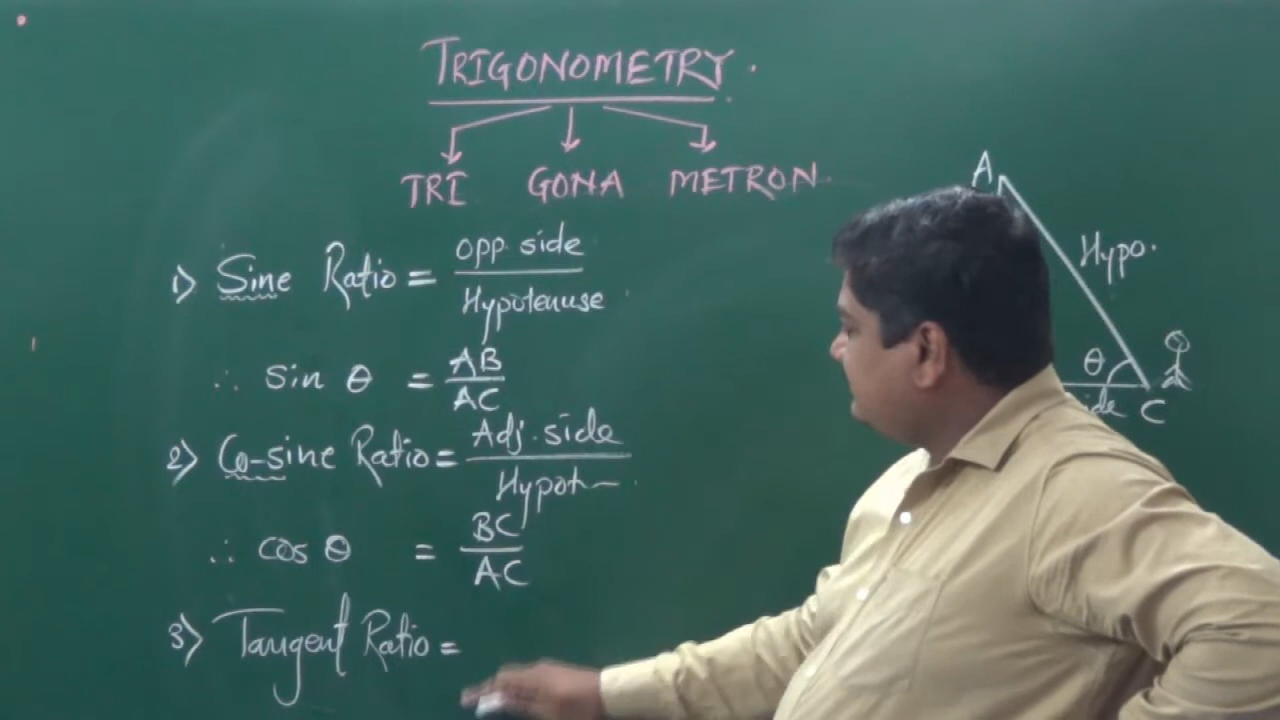 TRIGONOMETRY.
TRI GONA METRON.
1) Sine Ratio = opp. side / Hypotenuse
∴ sin θ = AB / AC
2) Co-sine Ratio = Adj. side / Hypot
∴ cos θ = BC / AC
3) Tangent Ratio =
A
Hypo.
θ
C